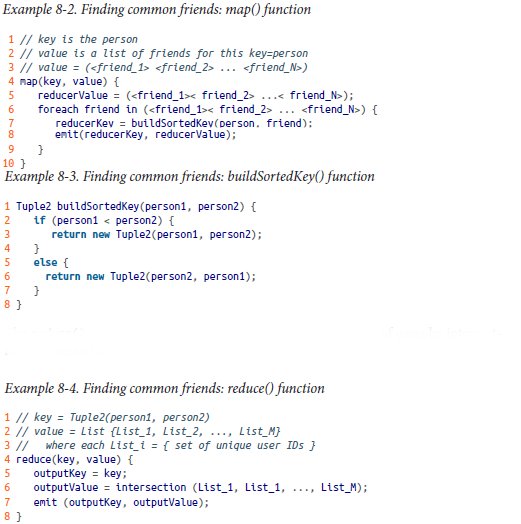 Example 8-2. Finding common friends: map() function
1 // key is the person
2 // value is a list of friends for this key=person
3 // value = (<friend_1> <friend_2> ... <friend_N>)
4 map(key, value) {
5 reducerValue = (<friend_1>< friend_2> ...< friend_N>);
6 foreach friend in (<friend_1>< friend_2> ... <friend_N>) {
7 reducerKey = buildSortedKey(person, friend);
8 emit(reducerKey, reducerValue);
9 }
10 }
Example 8-3. Finding common friends: buildSortedKey() function
1 Tuple2 buildSortedKey(person1, person2) {
2 if (person1 < person2) {
3 return new Tuple2(person1, person2);
4 }
5 else {
6 return new Tuple2(person2, person1);
7 }
8 }
Example 8-4. Finding common friends: reduce() function
1 // key = Tuple2(person1, person2)
2 // value = List {List_1, List_2, ..., List_M}
3 // where each List_i = { set of unique user IDs }
4 reduce(key, value) {
5 outputKey = key;
6 outputValue = intersection (List_1, List_1, ..., List_M);
7 emit (outputKey, outputValue);
8 }